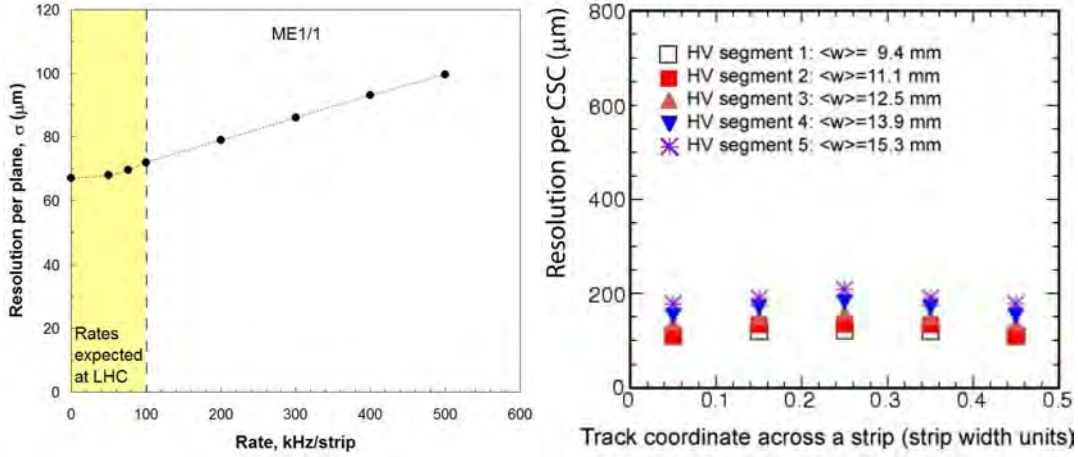 120
100
80
60
40
20
0
Resolution per plane, σ (μm)
ME1/1
Rates
expected
at LHC
0 100 200 300 400 500 600
Rate, kHz/strip
800
600
400
200
0
Resolution per CSC (μm)
HV segment 1: <w>= 9.4 mm
HV segment 2: <w>=11.1 mm
HV segment 3: <w>=12.5 mm
HV segment 4: <w>=13.9 mm
HV segment 5: <w>=15.3 mm
0 0.1 0.2 0.3 0.4 0.5
Track coordinate across a strip (strip width units)